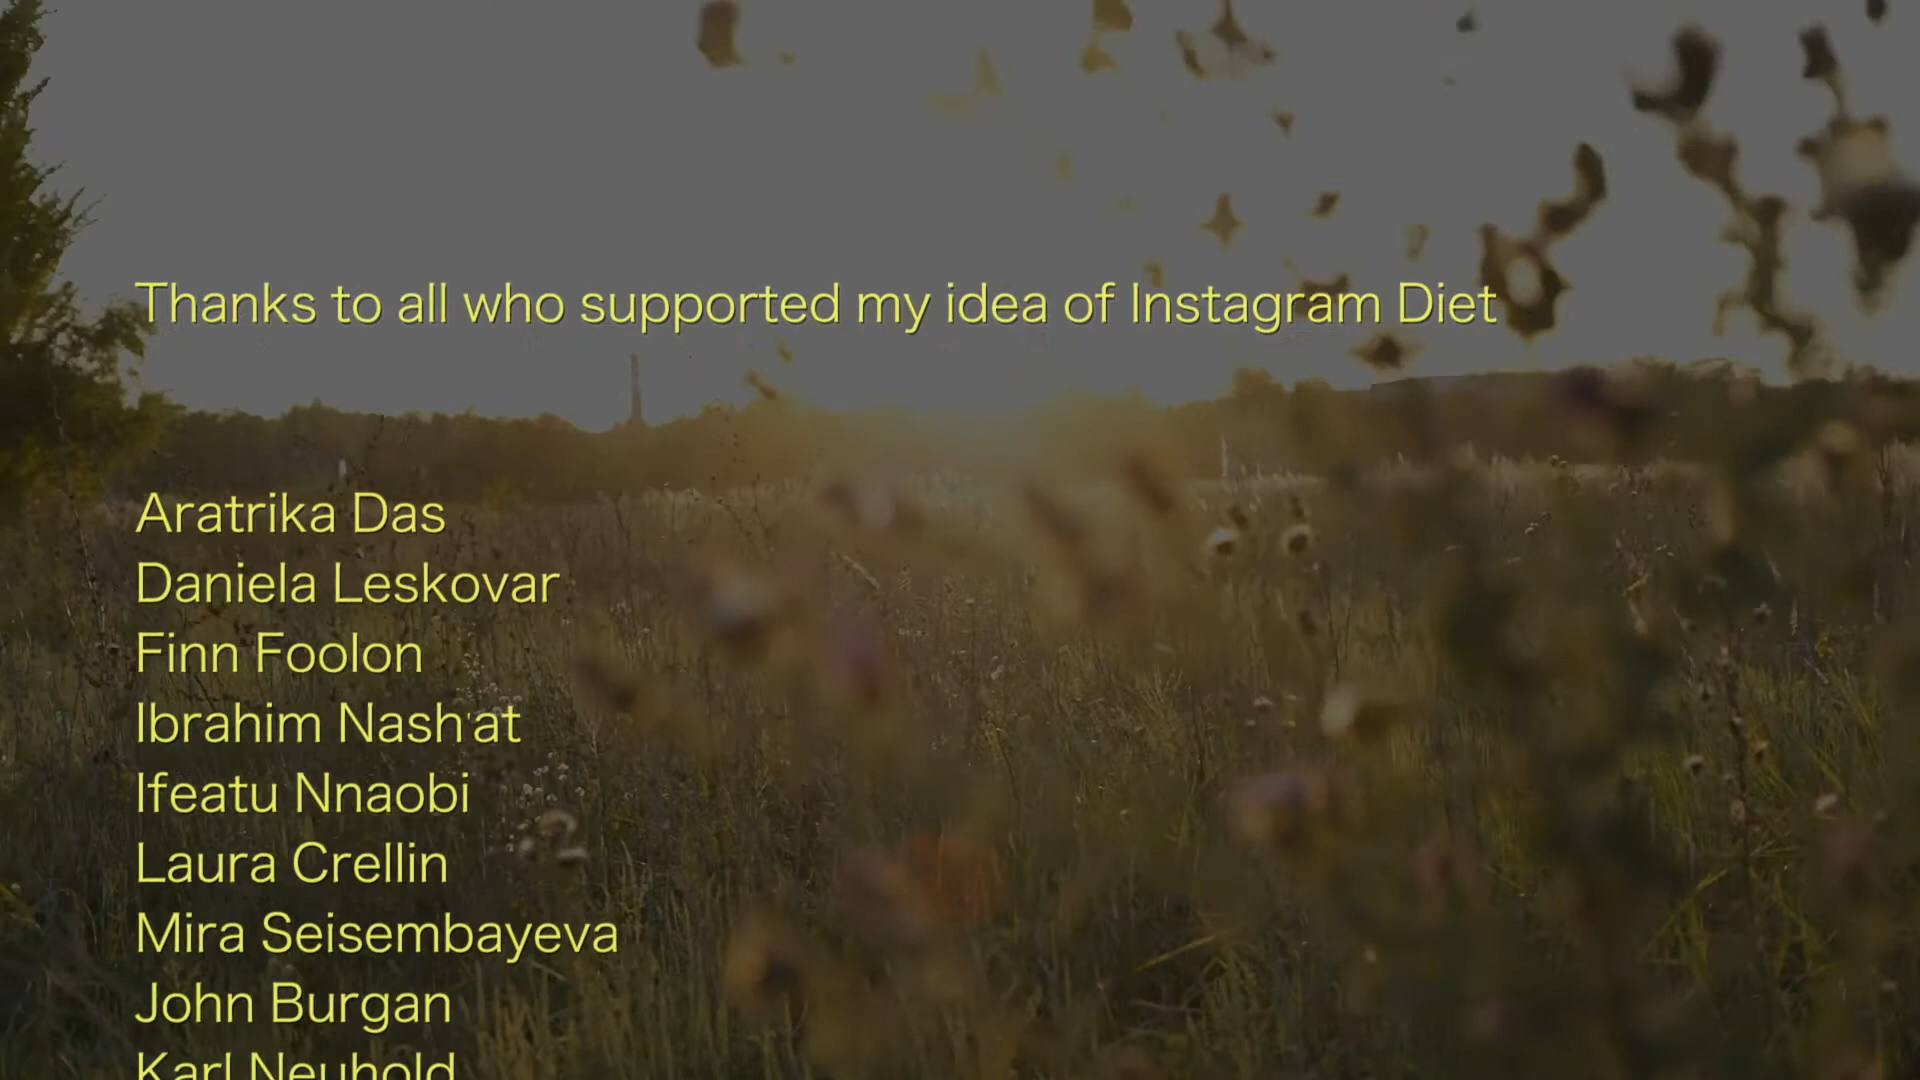 Thanks to all who supported my idea of Instagram Diet
Aratrika Das
Daniela Leskovar
Finn Foolon
Ibrahim Nash'at
Ifeatu Nnaobi
Laura Crellin
Mira Seisembayeva
John Burgan
Karl Neuhold